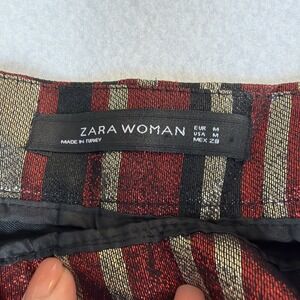 ZARA WOMAN
MADE IN TURKEY
EUR M
USA M
MEX 28